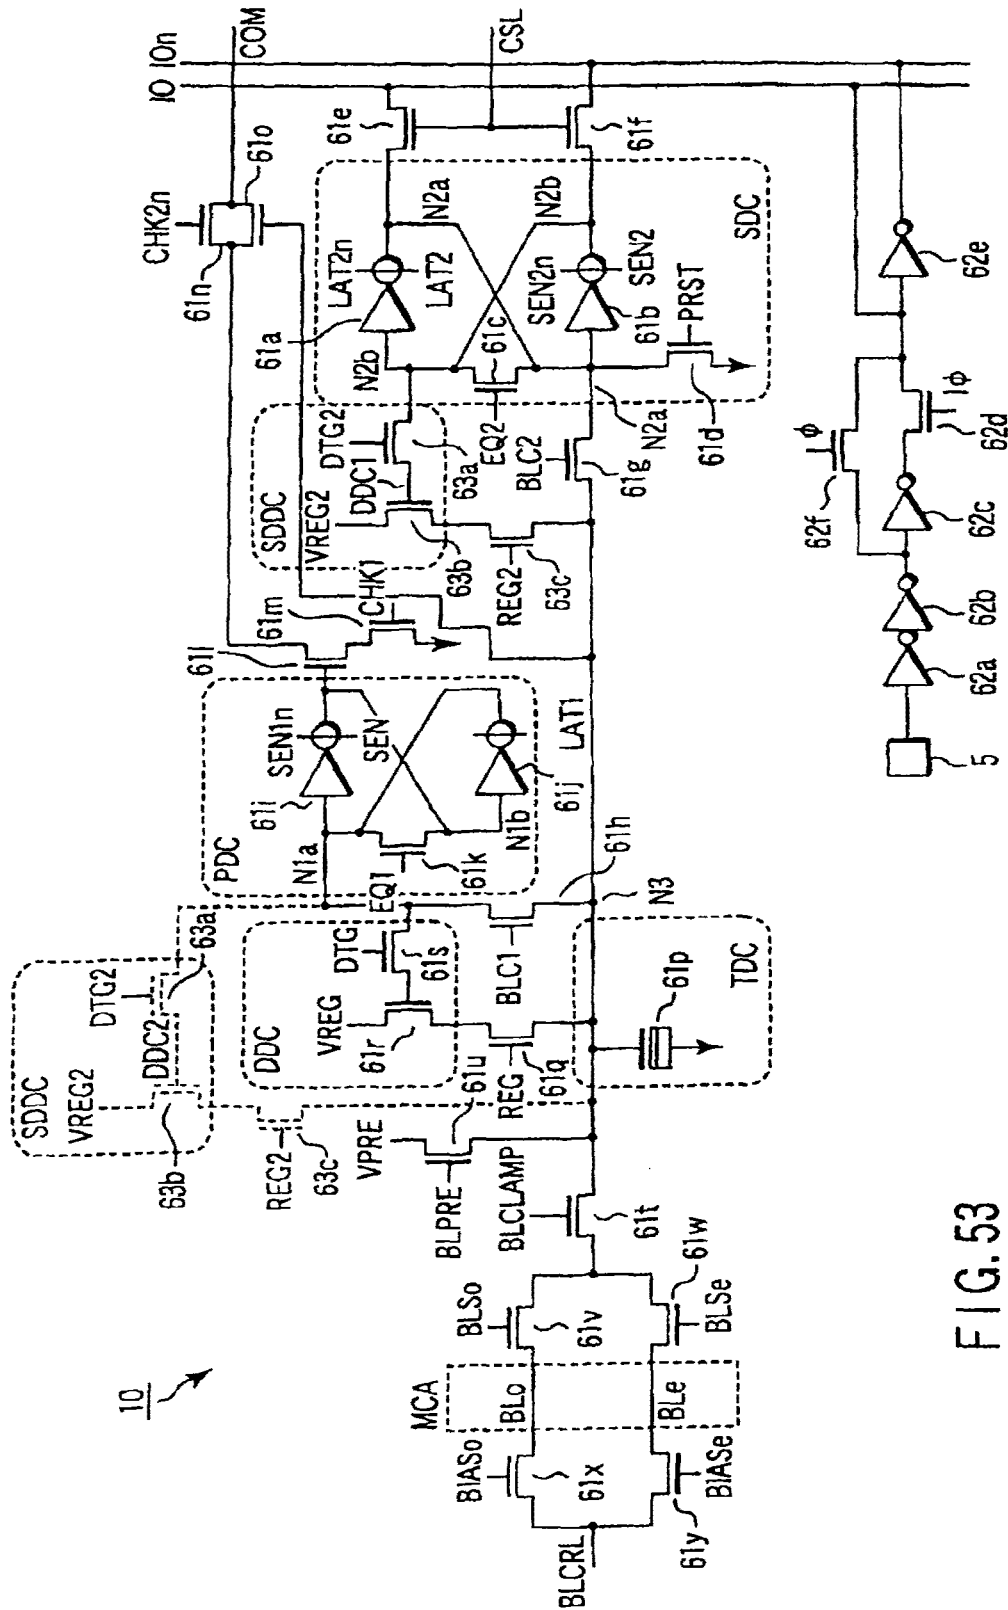 10
SDDC
VREG2
DTG2
DDC2
63a
63b
REG2
63c
VPRE
BLPRE
61u
DDC
VREG
DTG
61r
61s
REG
61q
BLCLAMP
61t
BLSo
61v
61w
BLSe
MCA
BLo
BLe
BIASo
61x
BIASe
61y
BLCRL
TDC
61p
N3
61h
BLC1
PDC
N1a
EQ1
61k
N1b
61i
SEN1n
SEN
61j
LAT1
61l
61m
CHK1
SDDC
VREG2
DTG2
DDC1
63a
63b
REG2
63c
BLC2
61g
N2a
EQ2
61c
N2b
61a
LAT2n
LAT2
N2a
N2b
SEN2n
SEN2
61b
PRST
61d
SDC
61e
61f
CSL
CHK2n
61n
61o
COM
IO
IOn
5
62a
62b
62c
62d
62e
62f
φ
1φ
FIG. 53